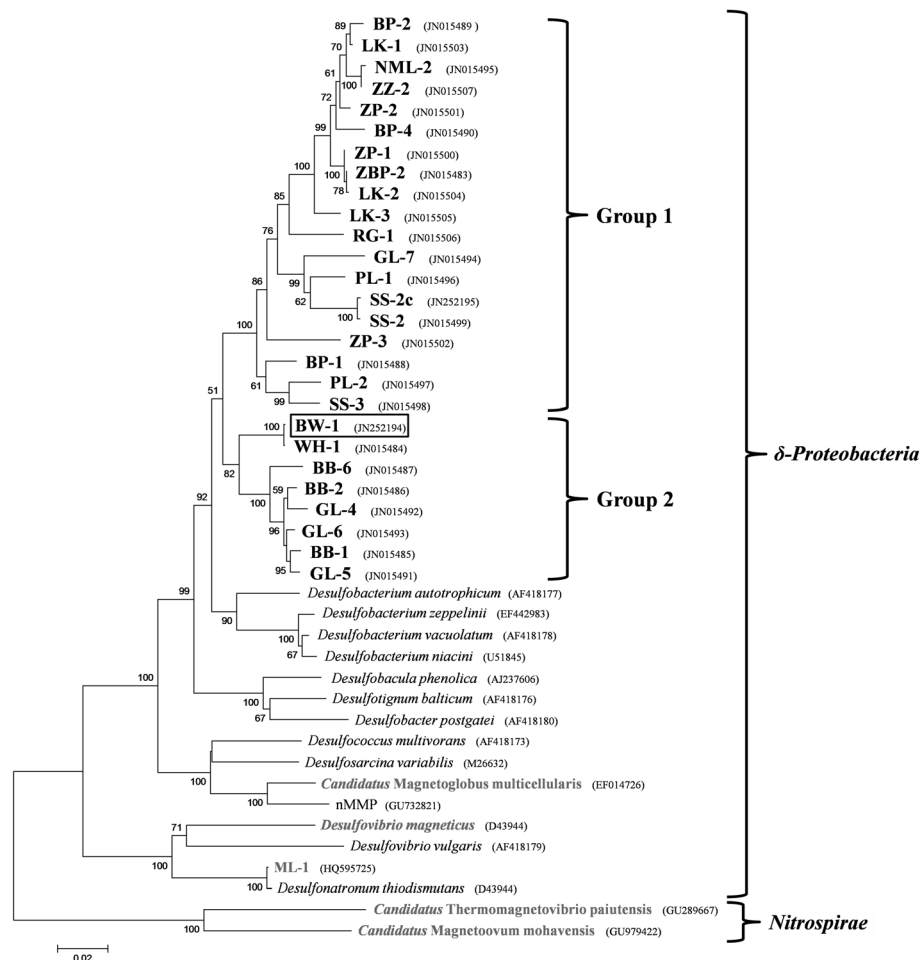 89 BP-2 (JN015489 )
70 LK-1 (JN015503)
61 NML-2 (JN015495)
100 ZZ-2 (JN015507)
72 ZP-2 (JN015501)
99 BP-4 (JN015490)
ZP-1 (JN015500)
100 ZBP-2 (JN015483)
78 LK-2 (JN015504)
100 LK-3 (JN015505)
85 RG-1 (JN015506)
Group 1
76 GL-7 (JN015494)
99 PL-1 (JN015496)
62 SS-2c (JN252195)
100 SS-2 (JN015499)
86 ZP-3 (JN015502)
100 BP-1 (JN015488)
61 PL-2 (JN015497)
99 SS-3 (JN015498)
51
100 BW-1 (JN252194)
WH-1 (JN015484)
82 BB-6 (JN015487)
59 BB-2 (JN015486)
100 GL-4 (JN015492)
Group 2
96 GL-6 (JN015493)
BB-1 (JN015485)
95 GL-5 (JN015491)
δ-Proteobacteria
92
99 Desulfobacterium autotrophicum (AF418177)
90 Desulfobacterium zeppelinii (EF442983)
100 Desulfobacterium vacuolatum (AF418178)
67 Desulfobacterium niacini (U51845)
100 Desulfobacula phenolica (AJ237606)
100 Desulfotignum balticum (AF418176)
67 Desulfobacter postgatei (AF418180)
Desulfococcus multivorans (AF418173)
Desulfosarcina variabilis (M26632)
100 Candidatus Magnetoglobus multicellularis (EF014726)
100 nMMP (GU732821)
71 Desulfovibrio magneticus (D43944)
Desulfovibrio vulgaris (AF418179)
100 ML-1 (HQ595725)
100 Desulfonatronum thiodismutans (D43944)
Candidatus Thermomagnetovibrio paiutensis (GU289667)
100 Candidatus Magnetoovum mohavensis (GU979422)
Nitrospirae
0.02